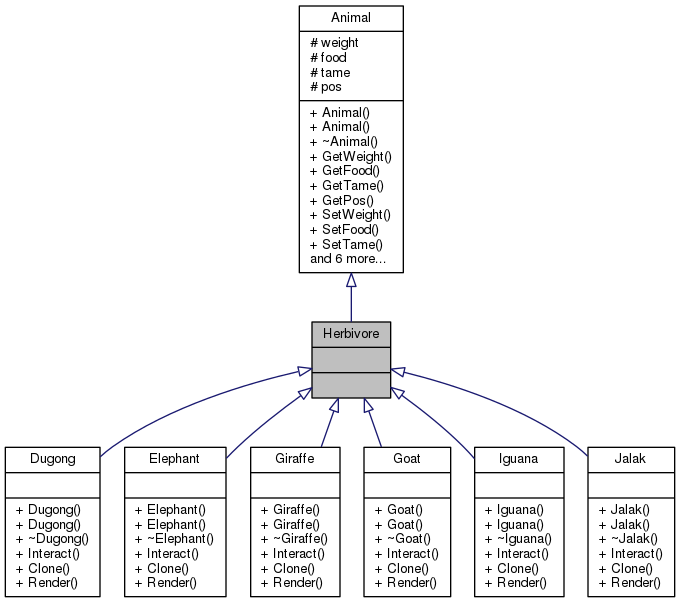 Animal
# weight
# food
# tame
# pos
+ Animal()
+ Animal()
+ ~Animal()
+ GetWeight()
+ GetFood()
+ GetTame()
+ GetPos()
+ SetWeight()
+ SetFood()
+ SetTame()
and 6 more...
Herbivore
Dugong
+ Dugong()
+ Dugong()
+ ~Dugong()
+ Interact()
+ Clone()
+ Render()
Elephant
+ Elephant()
+ Elephant()
+ ~Elephant()
+ Interact()
+ Clone()
+ Render()
Giraffe
+ Giraffe()
+ Giraffe()
+ ~Giraffe()
+ Interact()
+ Clone()
+ Render()
Goat
+ Goat()
+ Goat()
+ ~Goat()
+ Interact()
+ Clone()
+ Render()
Iguana
+ Iguana()
+ Iguana()
+ ~Iguana()
+ Interact()
+ Clone()
+ Render()
Jalak
+ Jalak()
+ Jalak()
+ ~Jalak()
+ Interact()
+ Clone()
+ Render()